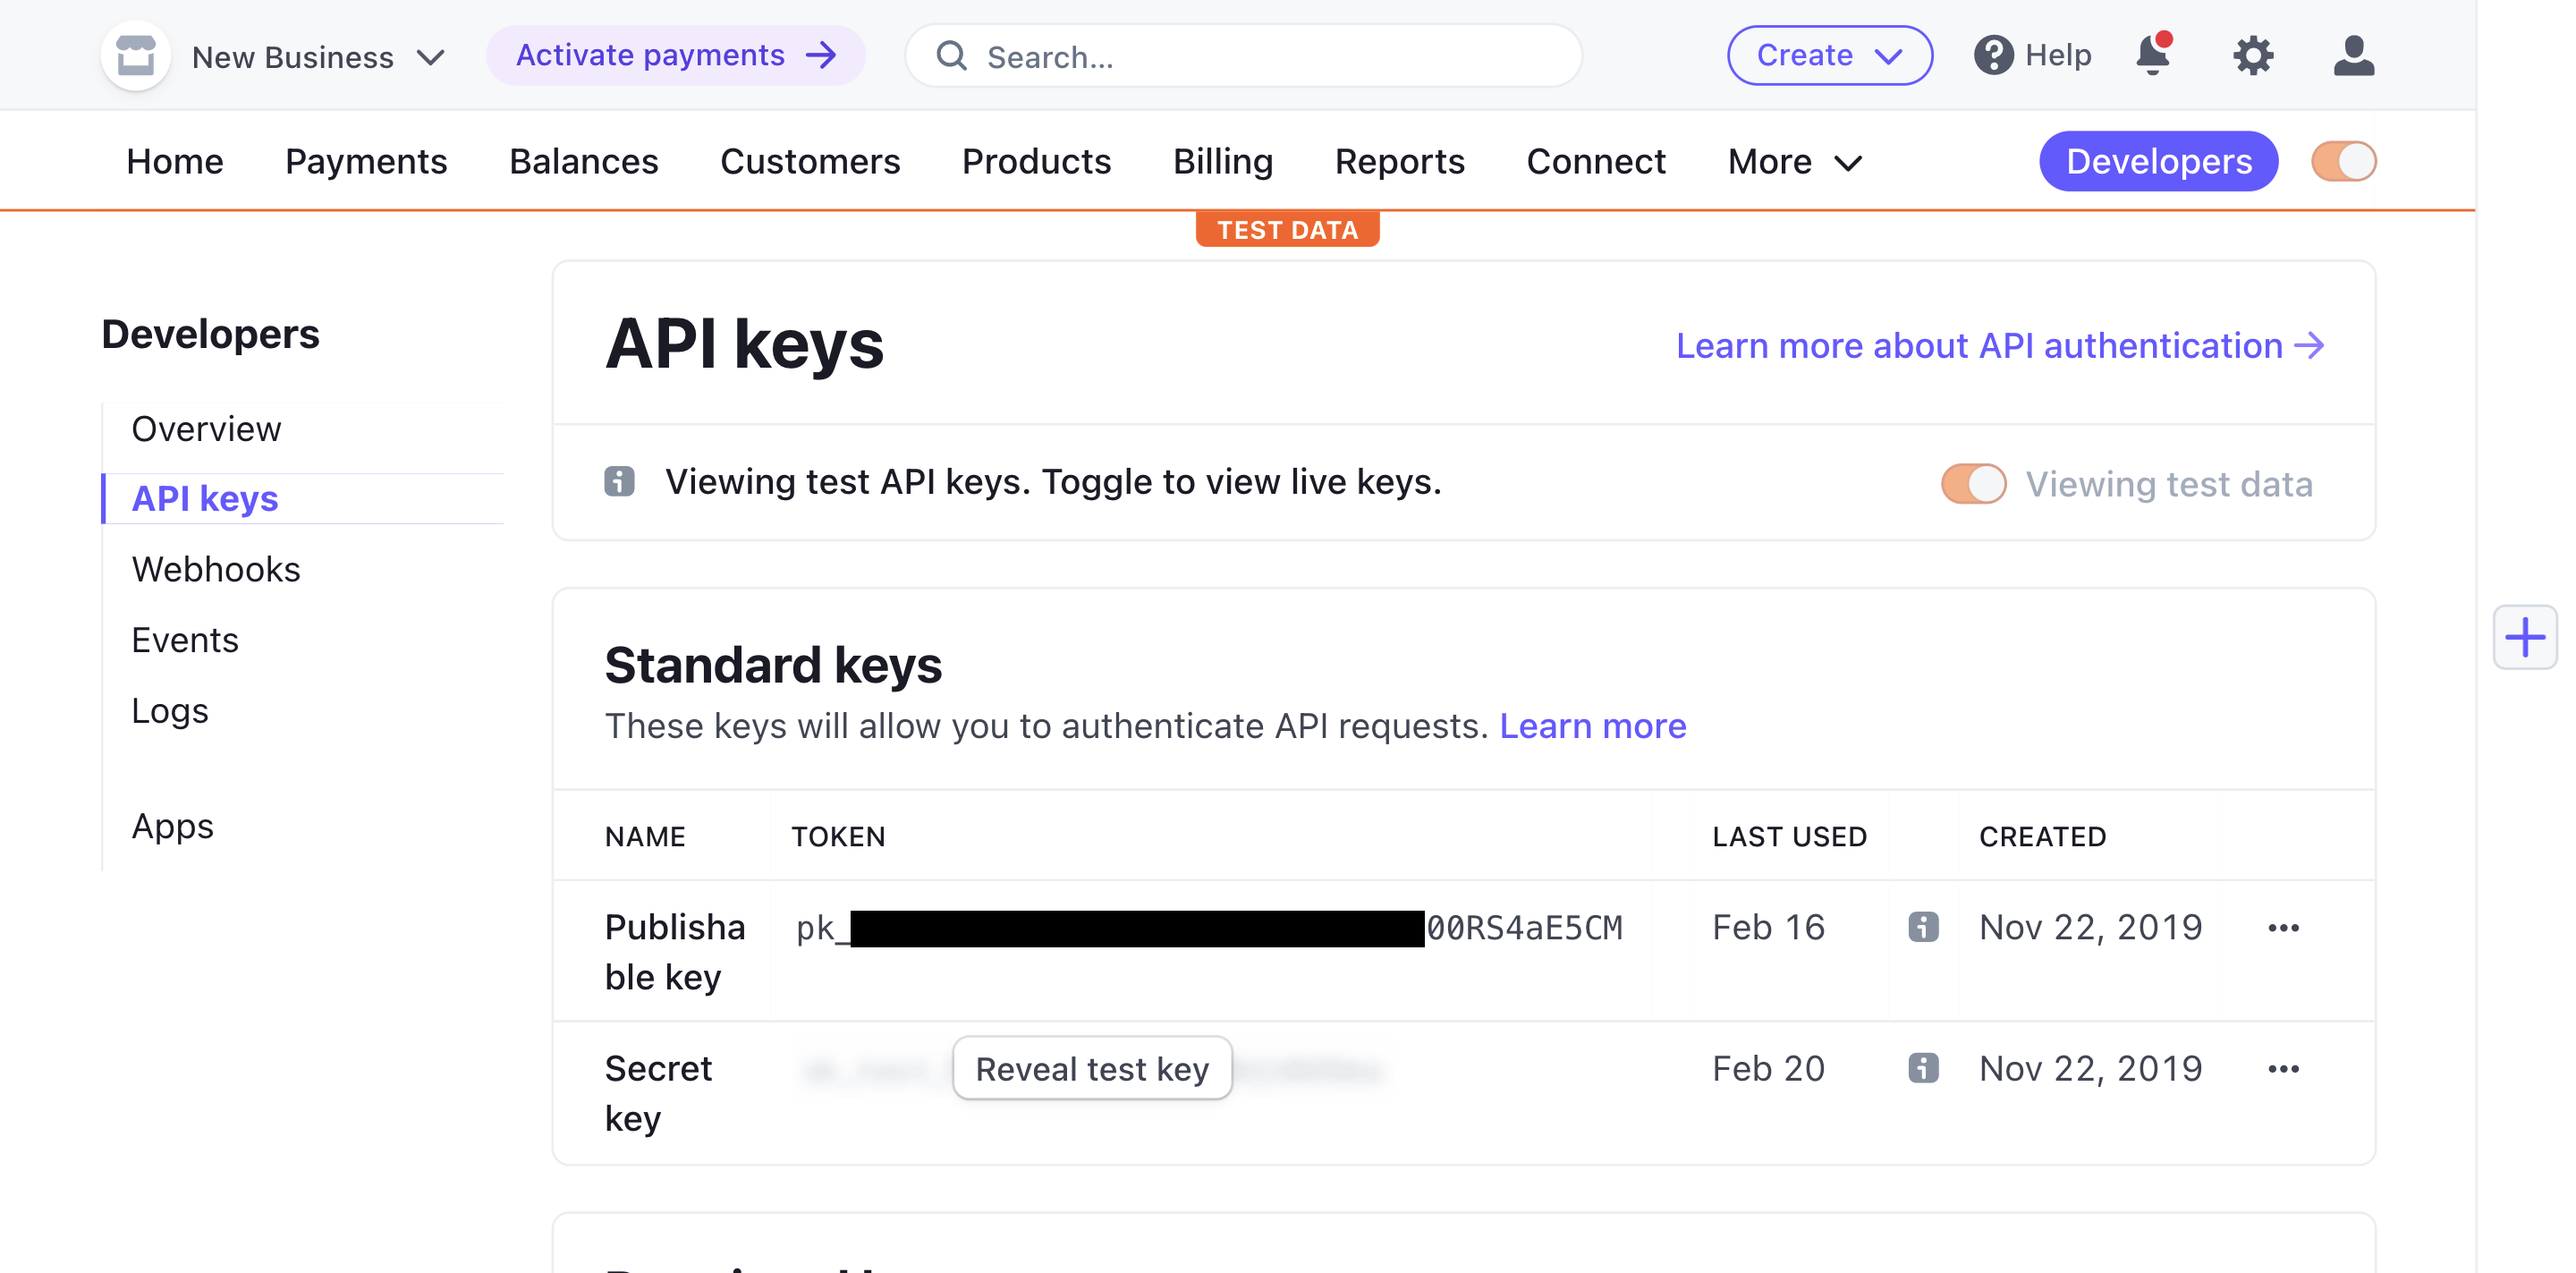 New Business
Activate payments
Search...
Create
Help
Home Payments Balances Customers Products Billing Reports Connect More Developers
TEST DATA
Developers
Overview
API keys
Webhooks
Events
Logs
Apps
API keys
Learn more about API authentication
Viewing test API keys. Toggle to view live keys.
Viewing test data
Standard keys
These keys will allow you to authenticate API requests. Learn more
NAME TOKEN LAST USED CREATED
Publisha
ble key
pk_
00RS4aE5CM
Feb 16
Nov 22, 2019
Secret
key
Reveal test key
Feb 20
Nov 22, 2019